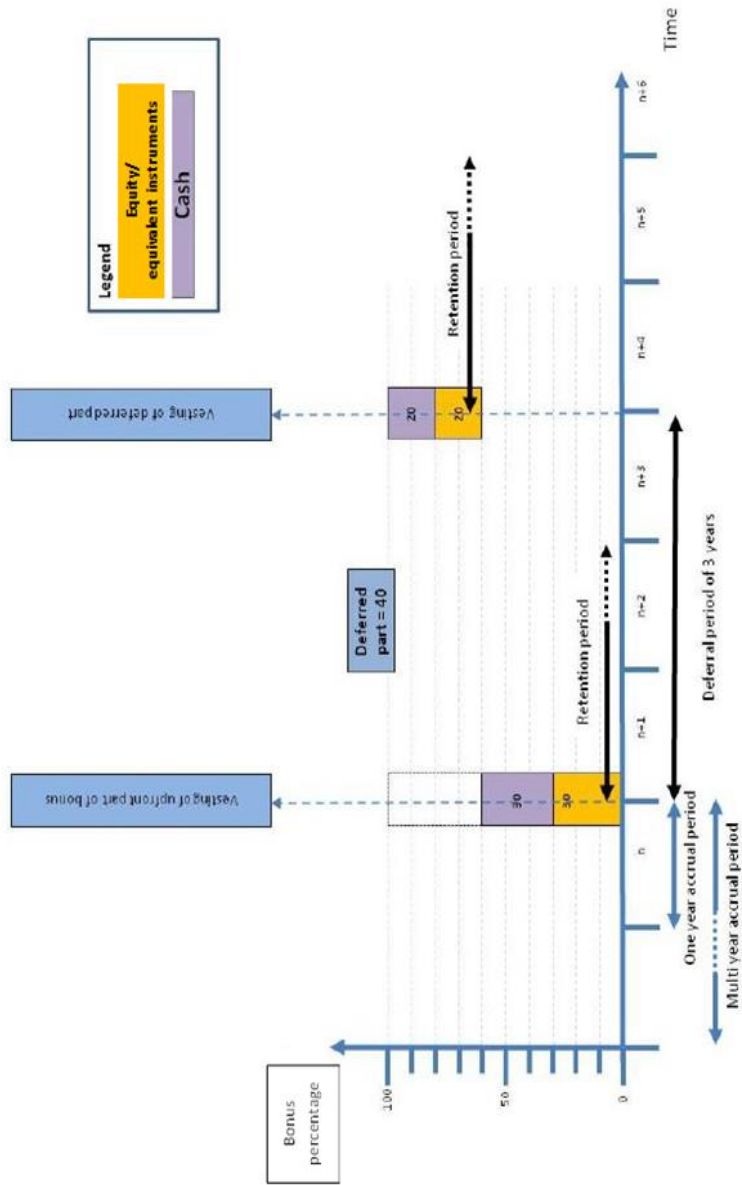 Bonus
percentage
Vesting of upfront part of bonus
Vesting of deferred part
Legend
Equity/
equivalent instruments
Cash
Deferred
part = 40
100
50
0
30
30
20
20
Retention period
Retention period
n
n+1
n+2
n+3
n+4
n+5
n+6
Time
One year accrual period
Multi year accrual period
Deferral period of 3 years